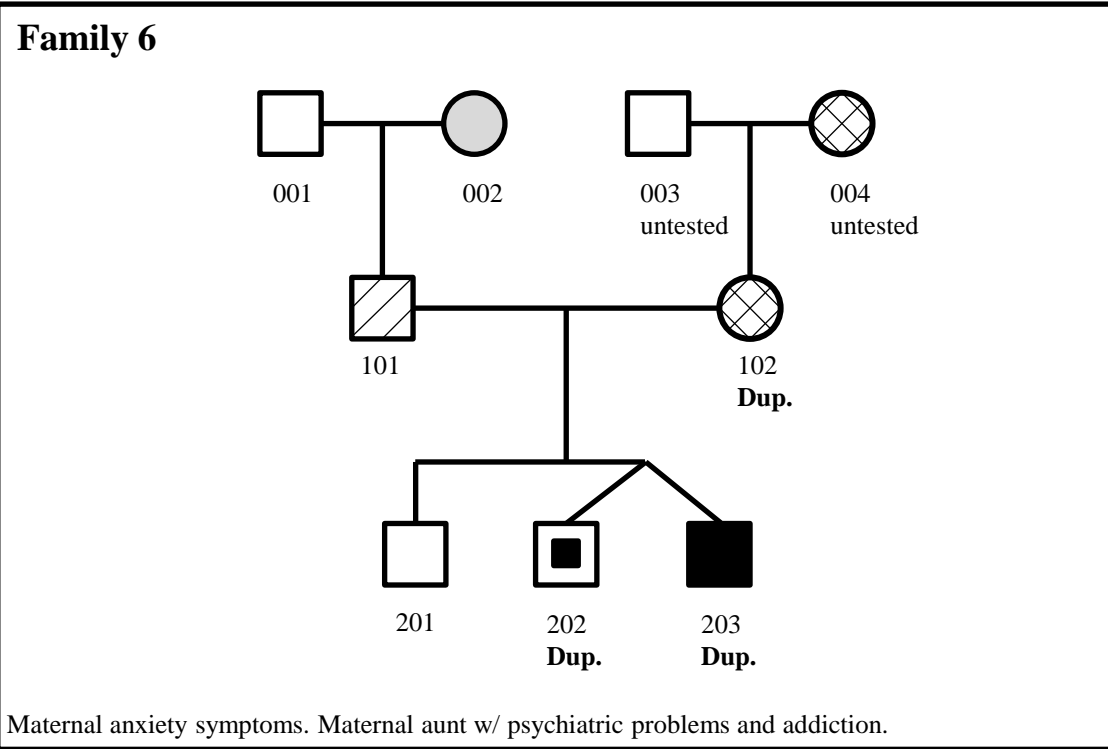 Family 6
001
002
003
untested
004
untested
101
102
Dup.
201
202
Dup.
203
Dup.
Maternal anxiety symptoms. Maternal aunt w/ psychiatric problems and addiction.